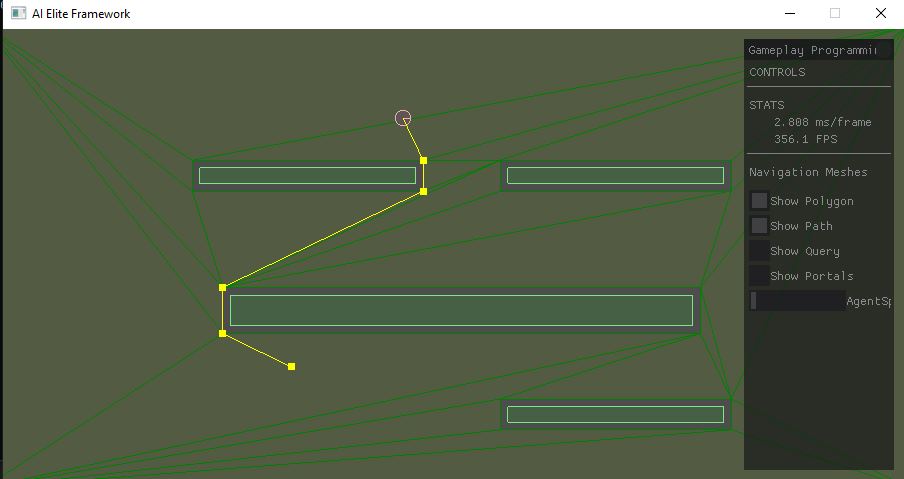 AI Elite Framework
Gameplay Programmin
CONTROLS
STATS
2.808 ms/frame
356.1 FPS
Navigation Meshes
Show Polygon
Show Path
Show Query
Show Portals
AgentSp